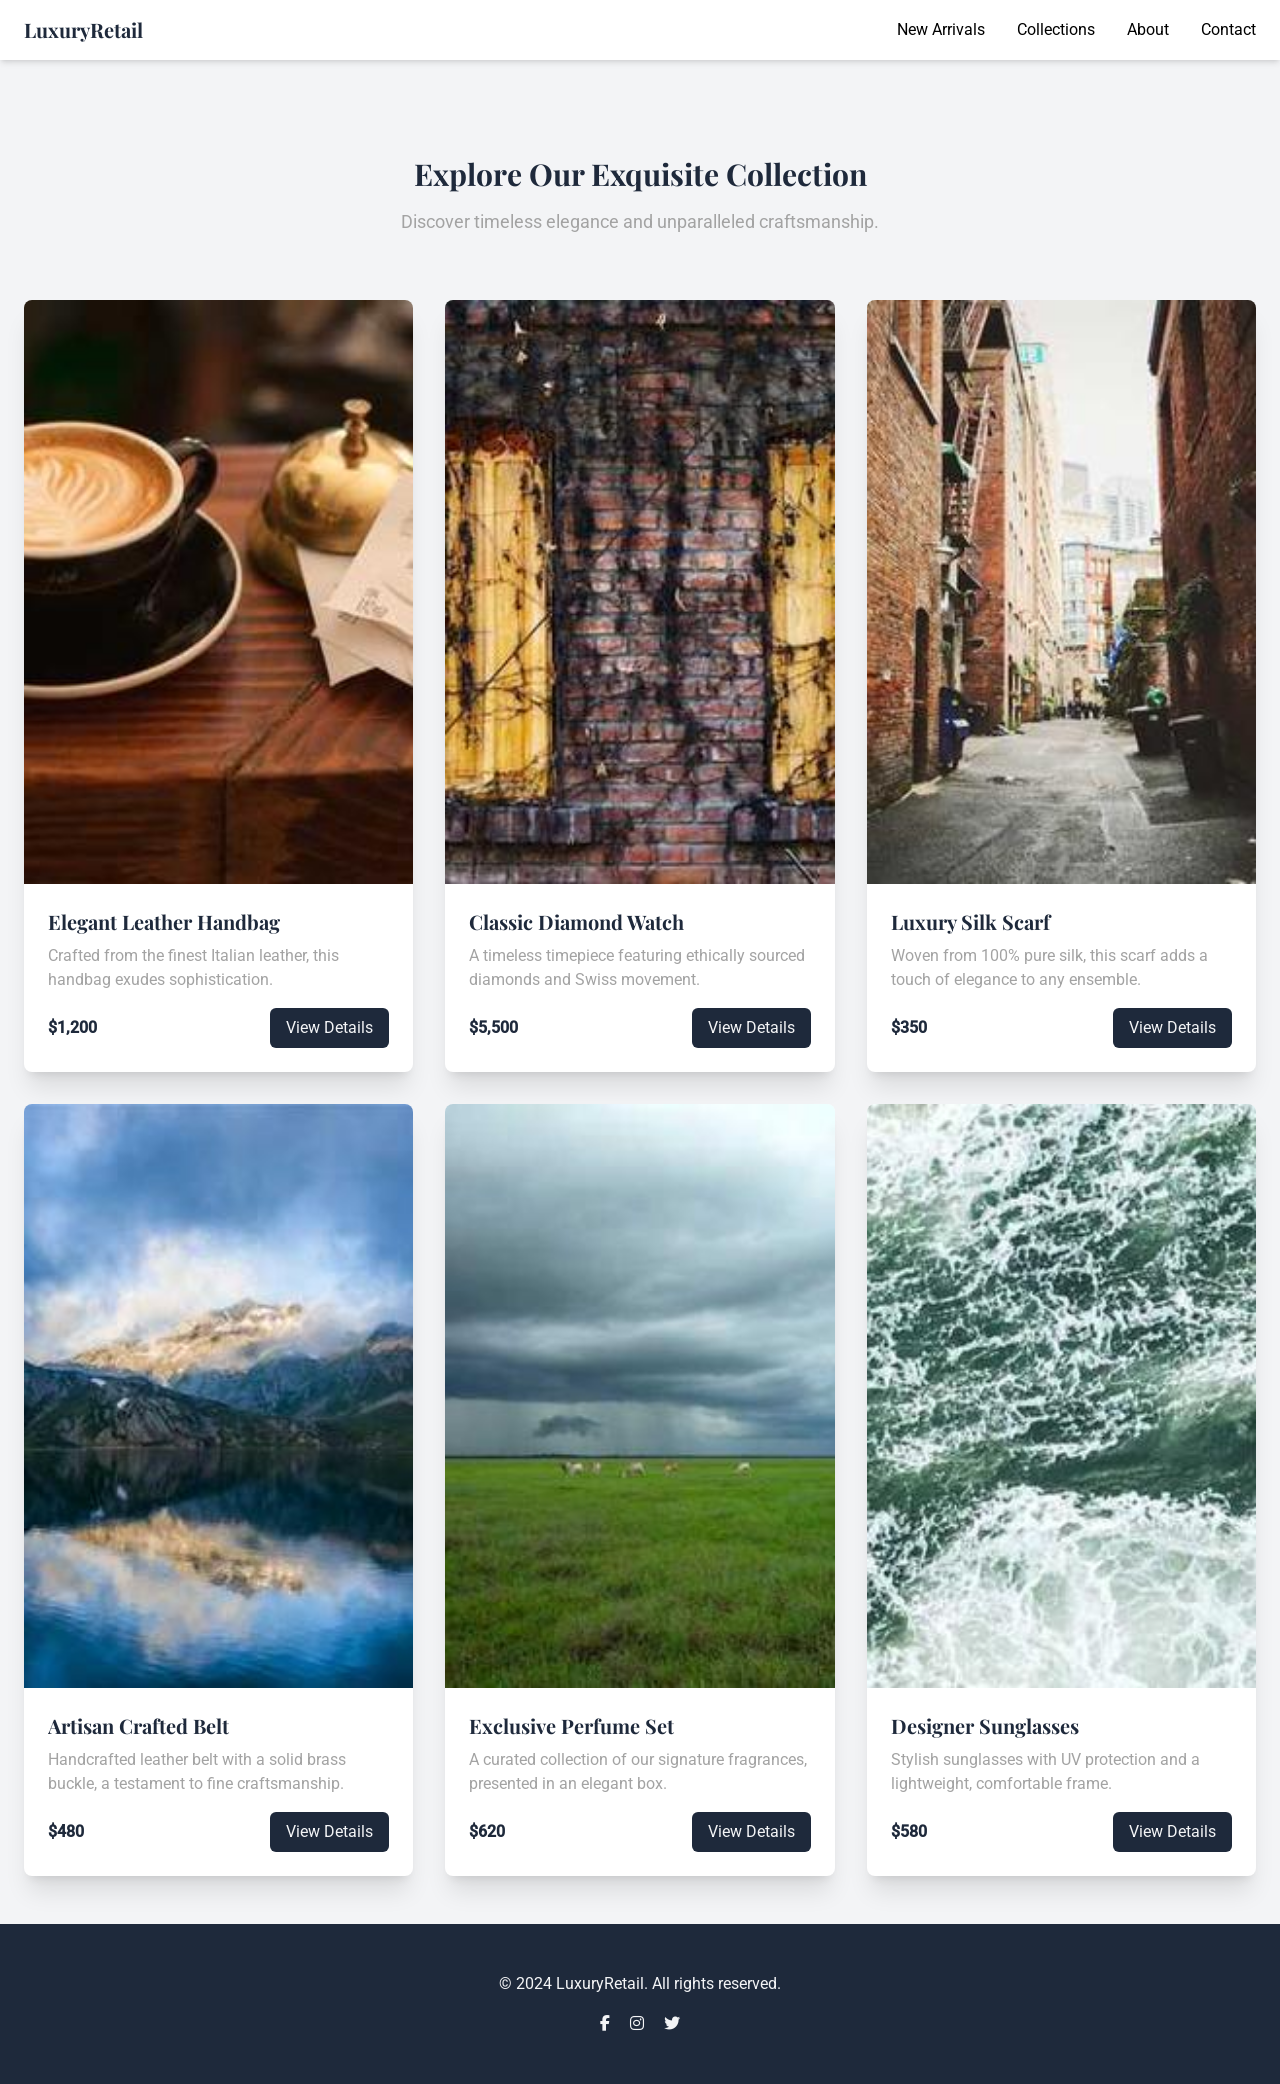 LuxuryRetail
New Arrivals
Collections
About
Contact
Explore Our Exquisite Collection
Discover timeless elegance and unparalleled craftsmanship.
Elegant Leather Handbag
Crafted from the finest Italian leather, this
handbag exudes sophistication.
$1,200
View Details
Classic Diamond Watch
A timeless timepiece featuring ethically sourced
diamonds and Swiss movement.
$5,500
View Details
Luxury Silk Scarf
Woven from 100% pure silk, this scarf adds a
touch of elegance to any ensemble.
$350
View Details
Artisan Crafted Belt
Handcrafted leather belt with a solid brass
buckle, a testament to fine craftsmanship.
$480
View Details
Exclusive Perfume Set
A curated collection of our signature fragrances,
presented in an elegant box.
$620
View Details
Designer Sunglasses
Stylish sunglasses with UV protection and a
lightweight, comfortable frame.
$580
View Details
© 2024 LuxuryRetail. All rights reserved.